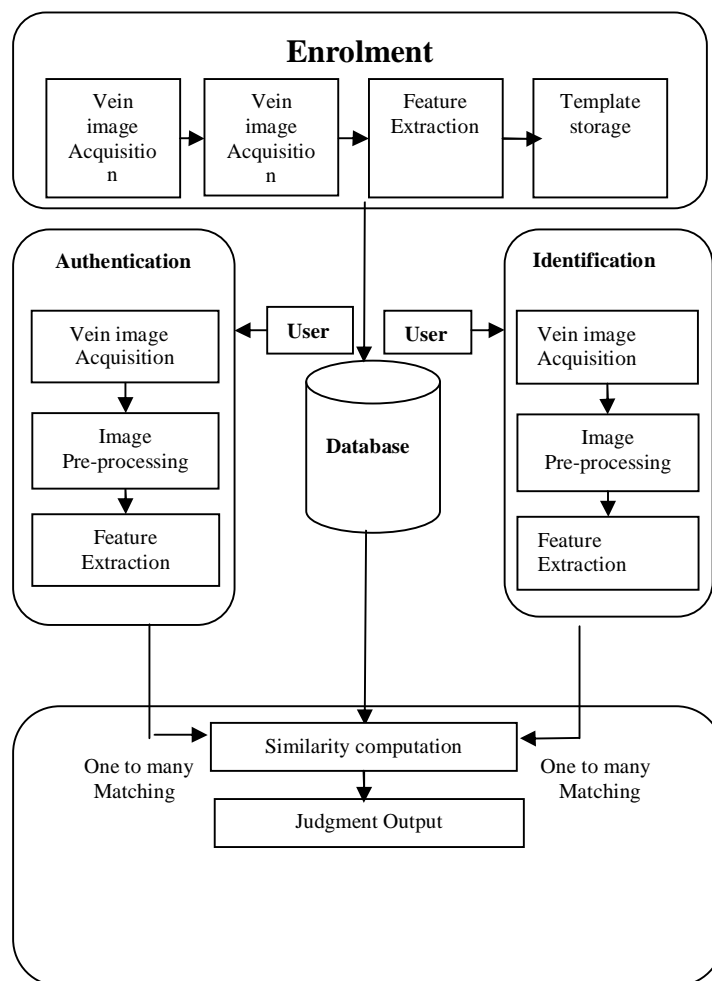 Enrolment
Vein
image
Acquisitio
n
Vein
image
Acquisitio
n
Feature
Extraction
Template
storage
Authentication
Vein image
Acquisition
Image
Pre-processing
Feature
Extraction
User
User
Database
Identification
Vein image
Acquisition
Image
Pre-processing
Feature
Extraction
Similarity computation
One to many
Matching
One to many
Matching
Judgment Output